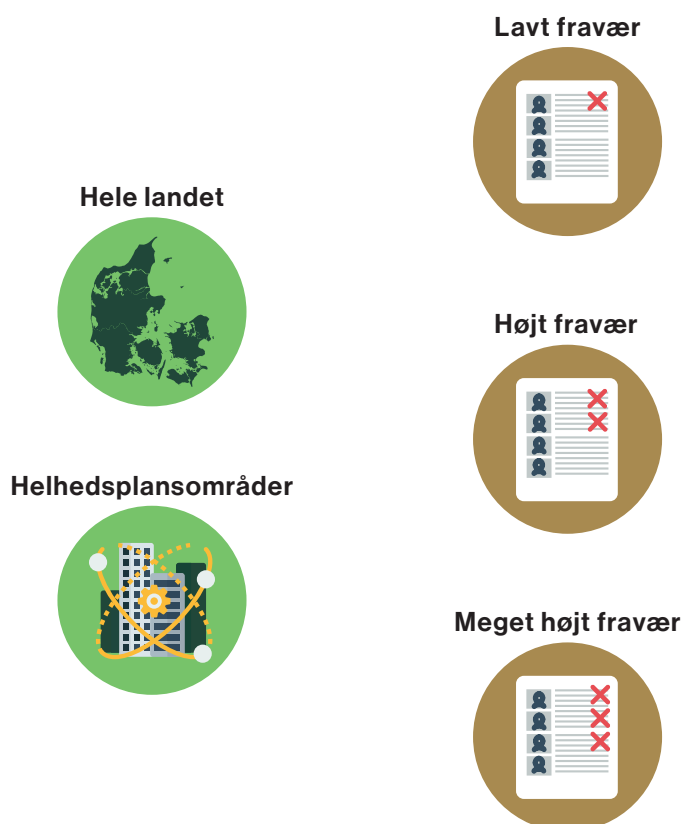 Lavt fravær
Hele landet
Højt fravær
Helhedsplansområder
Meget højt fravær